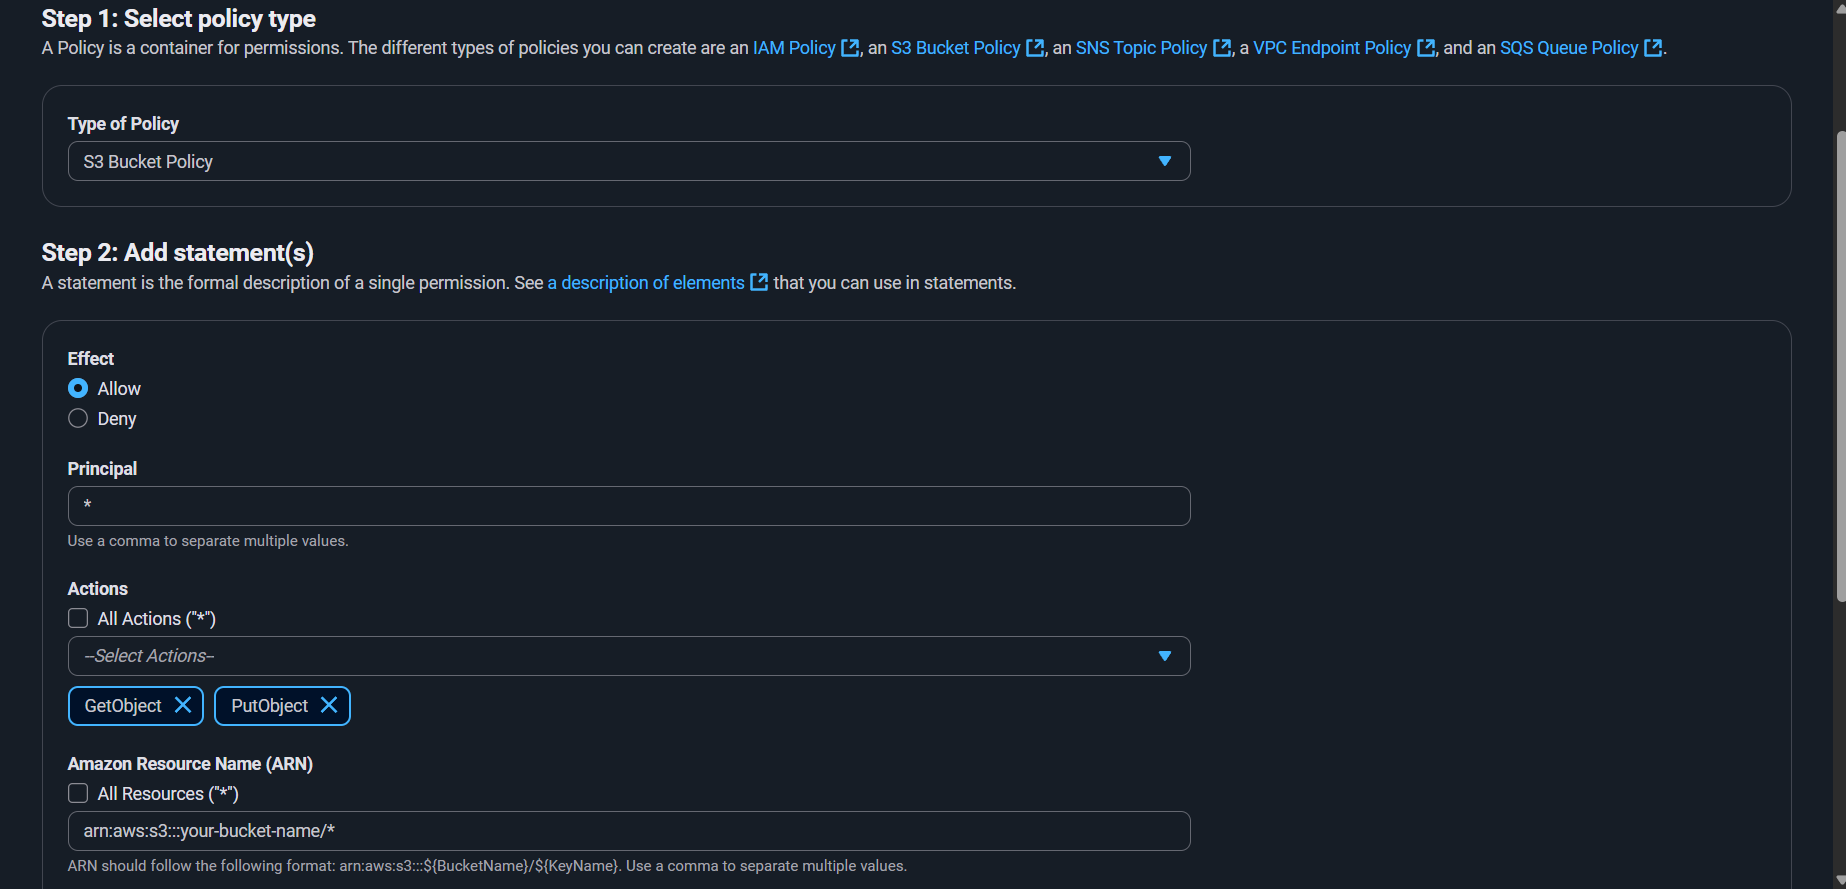 Step 1: Select policy type
A Policy is a container for permissions. The different types of policies you can create are an IAM Policy, an S3 Bucket Policy, an SNS Topic Policy, a VPC Endpoint Policy, and an SQS Queue Policy.
Type of Policy
S3 Bucket Policy
Step 2: Add statement(s)
A statement is the formal description of a single permission. See a description of elements that you can use in statements.
Effect
Allow
Deny
Principal
*
Use a comma to separate multiple values.
Actions
All Actions ("*")
--Select Actions--
GetObject PutObject
Amazon Resource Name (ARN)
All Resources ("*")
arn:aws:s3:::your-bucket-name/*
ARN should follow the following format: arn:aws:s3:::${BucketName}/${KeyName}. Use a comma to separate multiple values.